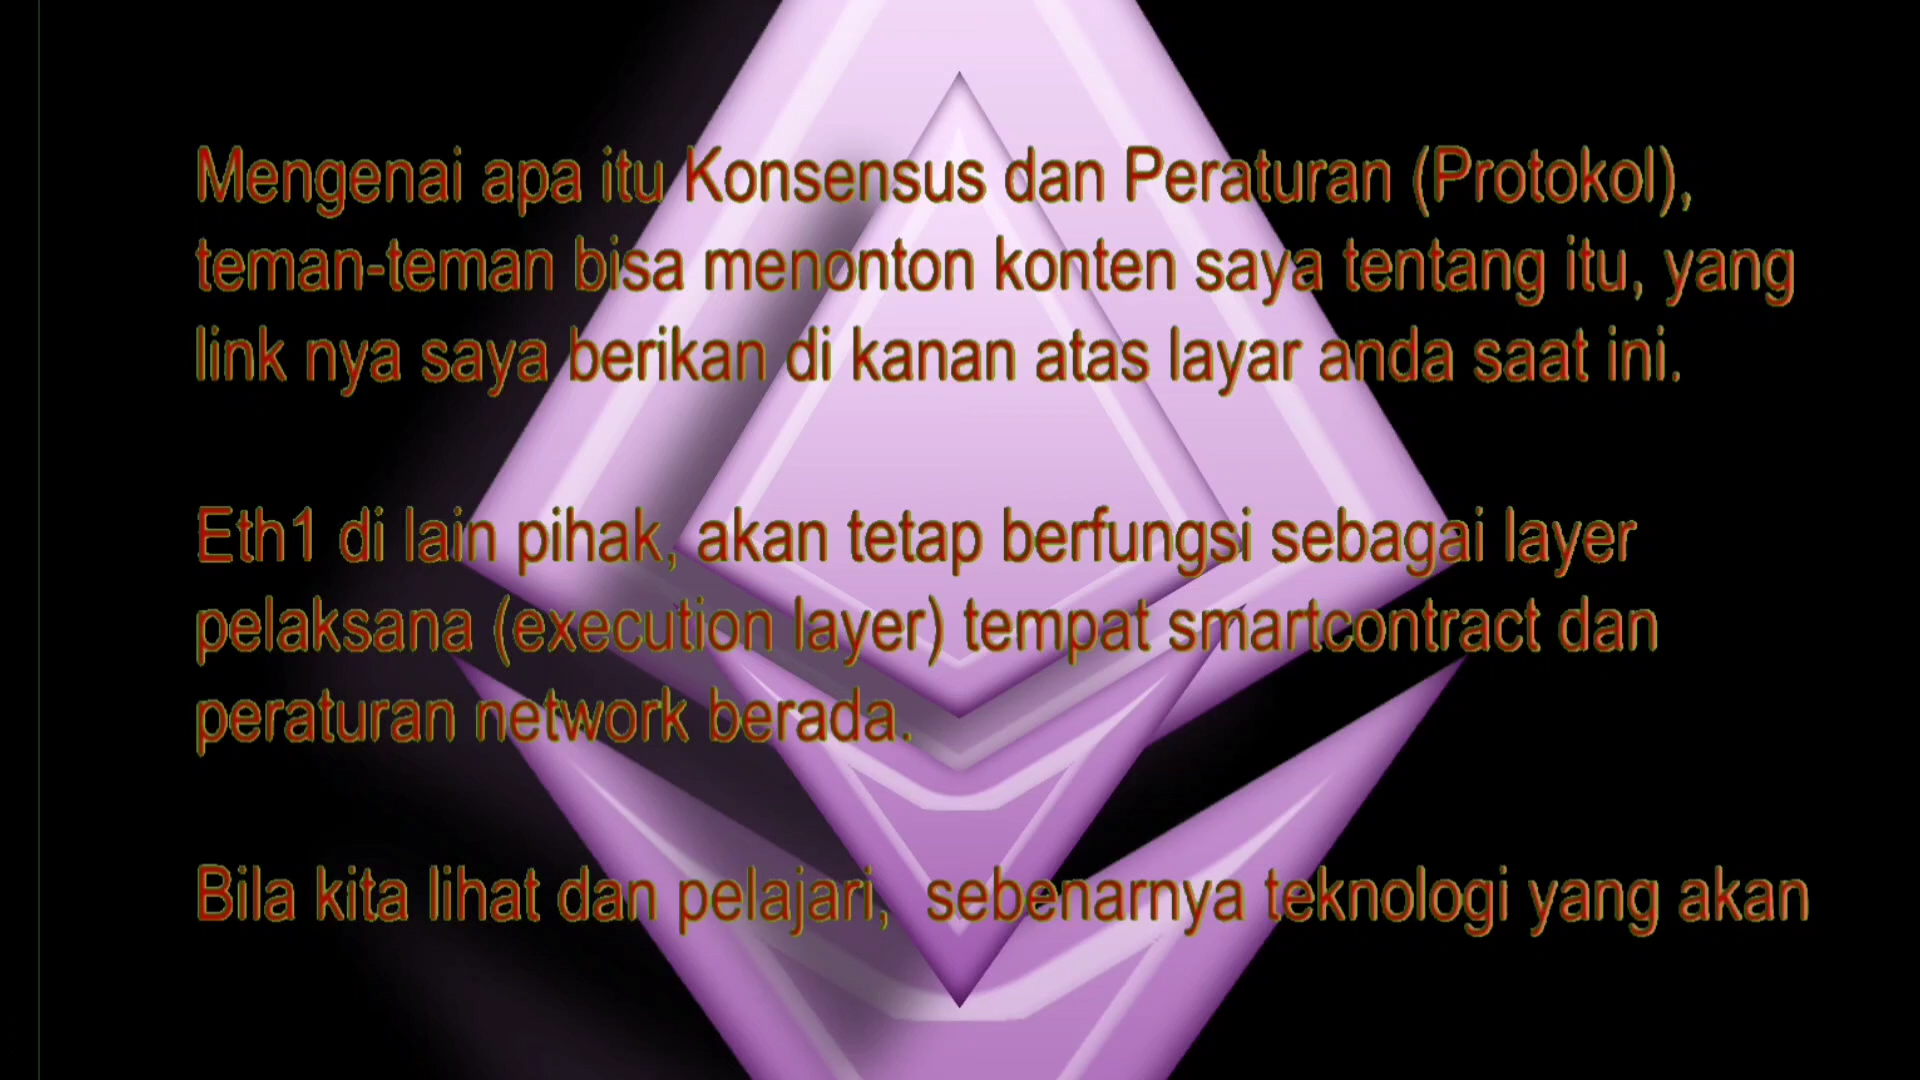 Mengenai apa itu Konsensus dan Peraturan (Protokol),
teman-teman bisa menonton konten saya tentang itu, yang
link nya saya berikan di kanan atas layar anda saat ini.
Eth1 di lain pihak, akan tetap berfungsi sebagai layer
pelaksana (execution layer) tempat smartcontract dan
peraturan network berada.
Bila kita lihat dan pelajari,  sebenarnya teknologi yang akan